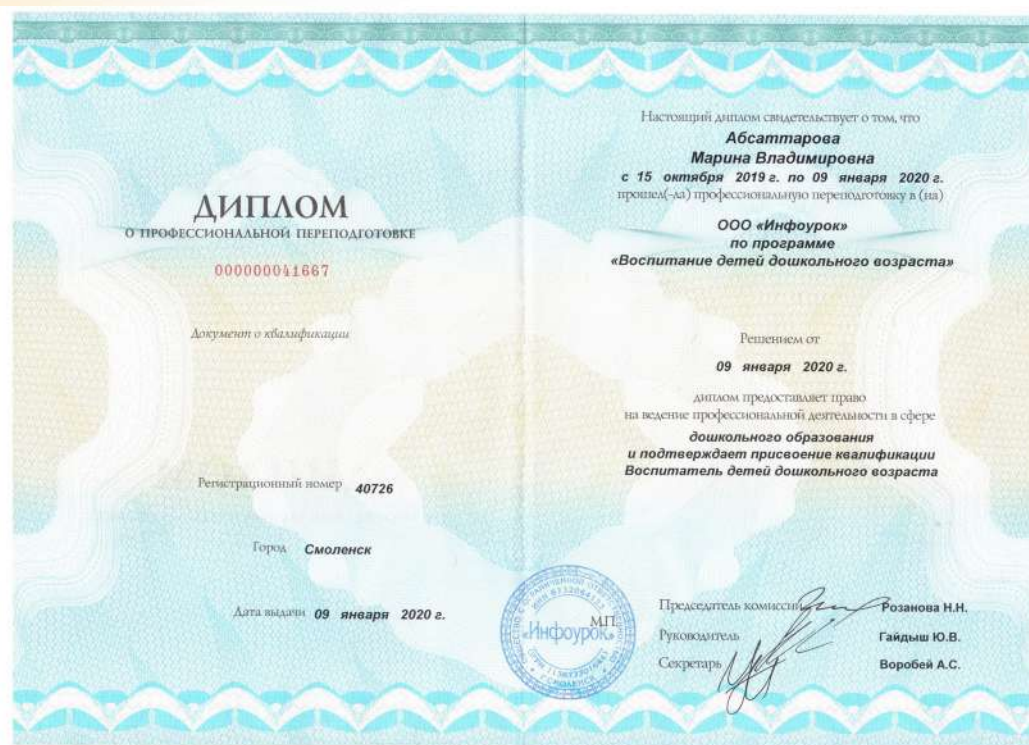 ДИПЛОМ
О ПРОФЕССИОНАЛЬНОЙ ПЕРЕПОДГОТОВКЕ
000000041667
Документ о квалификации
Регистрационный номер 40726
Город Смоленск
Дата выдачи 09 января 2020 г.
Настоящий диплом свидетельствует о том, что
Абсаттарова
Марина Владимировна
с 15 октября 2019 г. по 09 января 2020 г.
прошел(-ла) профессиональную переподготовку в (на)
ООО «Инфоурок»
по программе
«Воспитание детей дошкольного возраста»
Решением от
09 января 2020 г.
диплом предоставляет право
на ведение профессиональной деятельности в сфере
дошкольного образования
и подтверждает присвоение квалификации
Воспитатель детей дошкольного возраста
М.П.
«Инфоурок»
Председатель комиссии Розанова Н.Н.
Руководитель Гайдыш Ю.В.
Секретарь Воробей А.С.